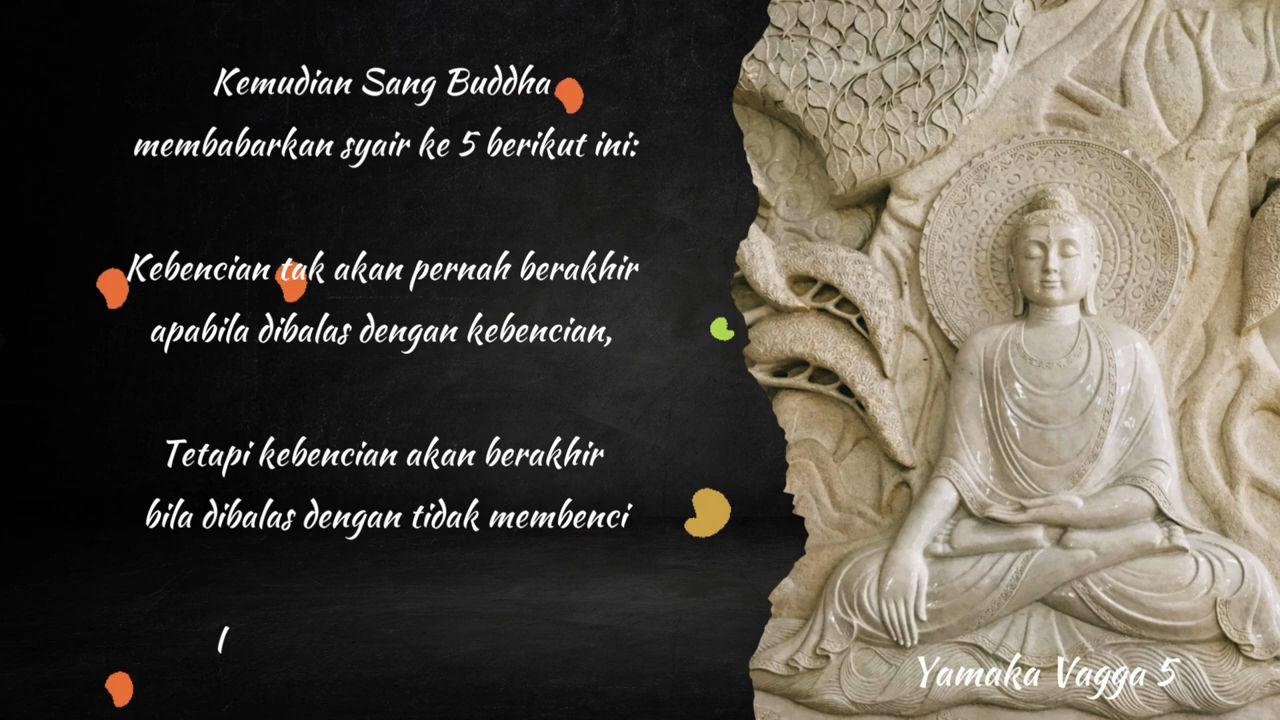 Kemudian Sang Buddha
membabarkan syair ke 5 berikut ini:
Kebencian tak akan pernah berakhir
apabila dibalas dengan kebencian,
Tetapi kebencian akan berakhir
bila dibalas dengan tidak membenci
I
Yamaka Vagga 5